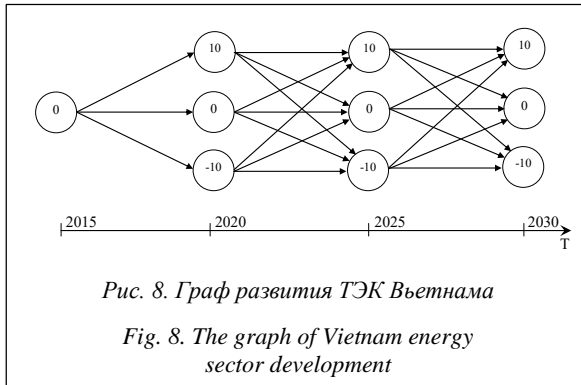 10 10 10
0 0 0 0
-10 -10 -10
2015 2020 2025 2030
T
Рис. 8. Граф развития ТЭК Вьетнама
Fig. 8. The graph of Vietnam energy
sector development